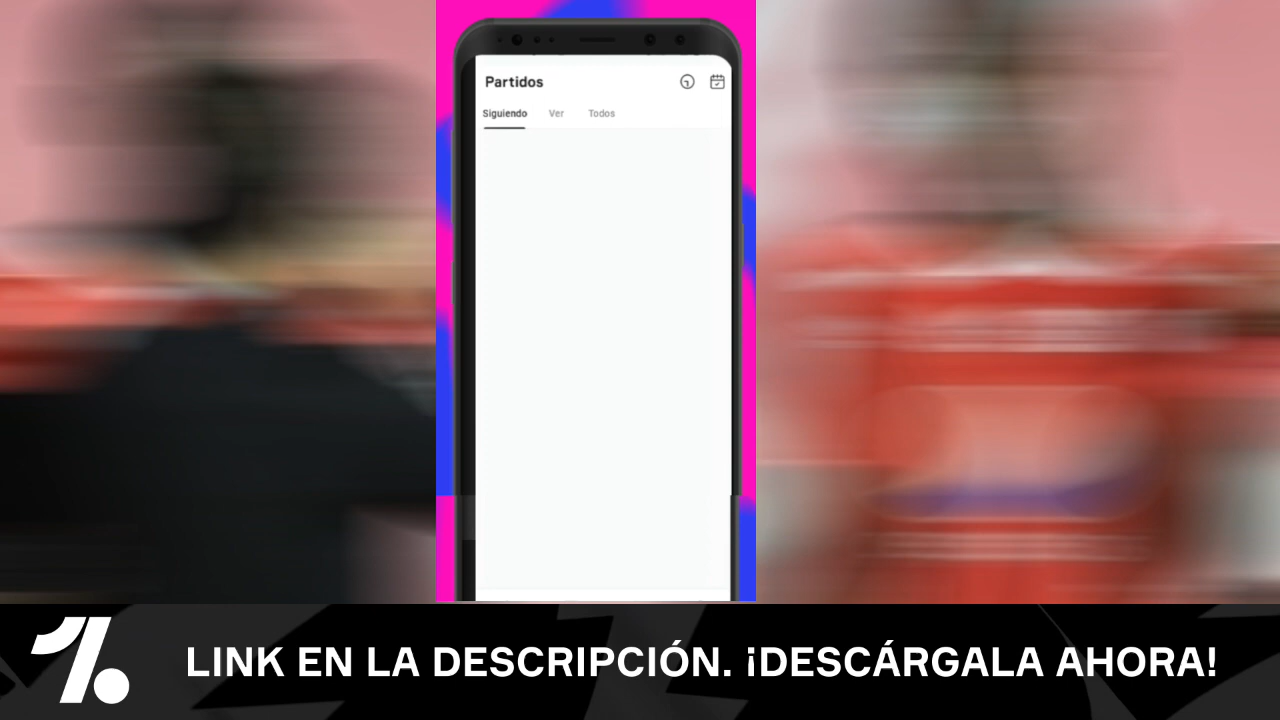 Partidos
Siguiendo Ver Todos
LINK EN LA DESCRIPCIÓN. ¡DESCÁRGALA AHORA!